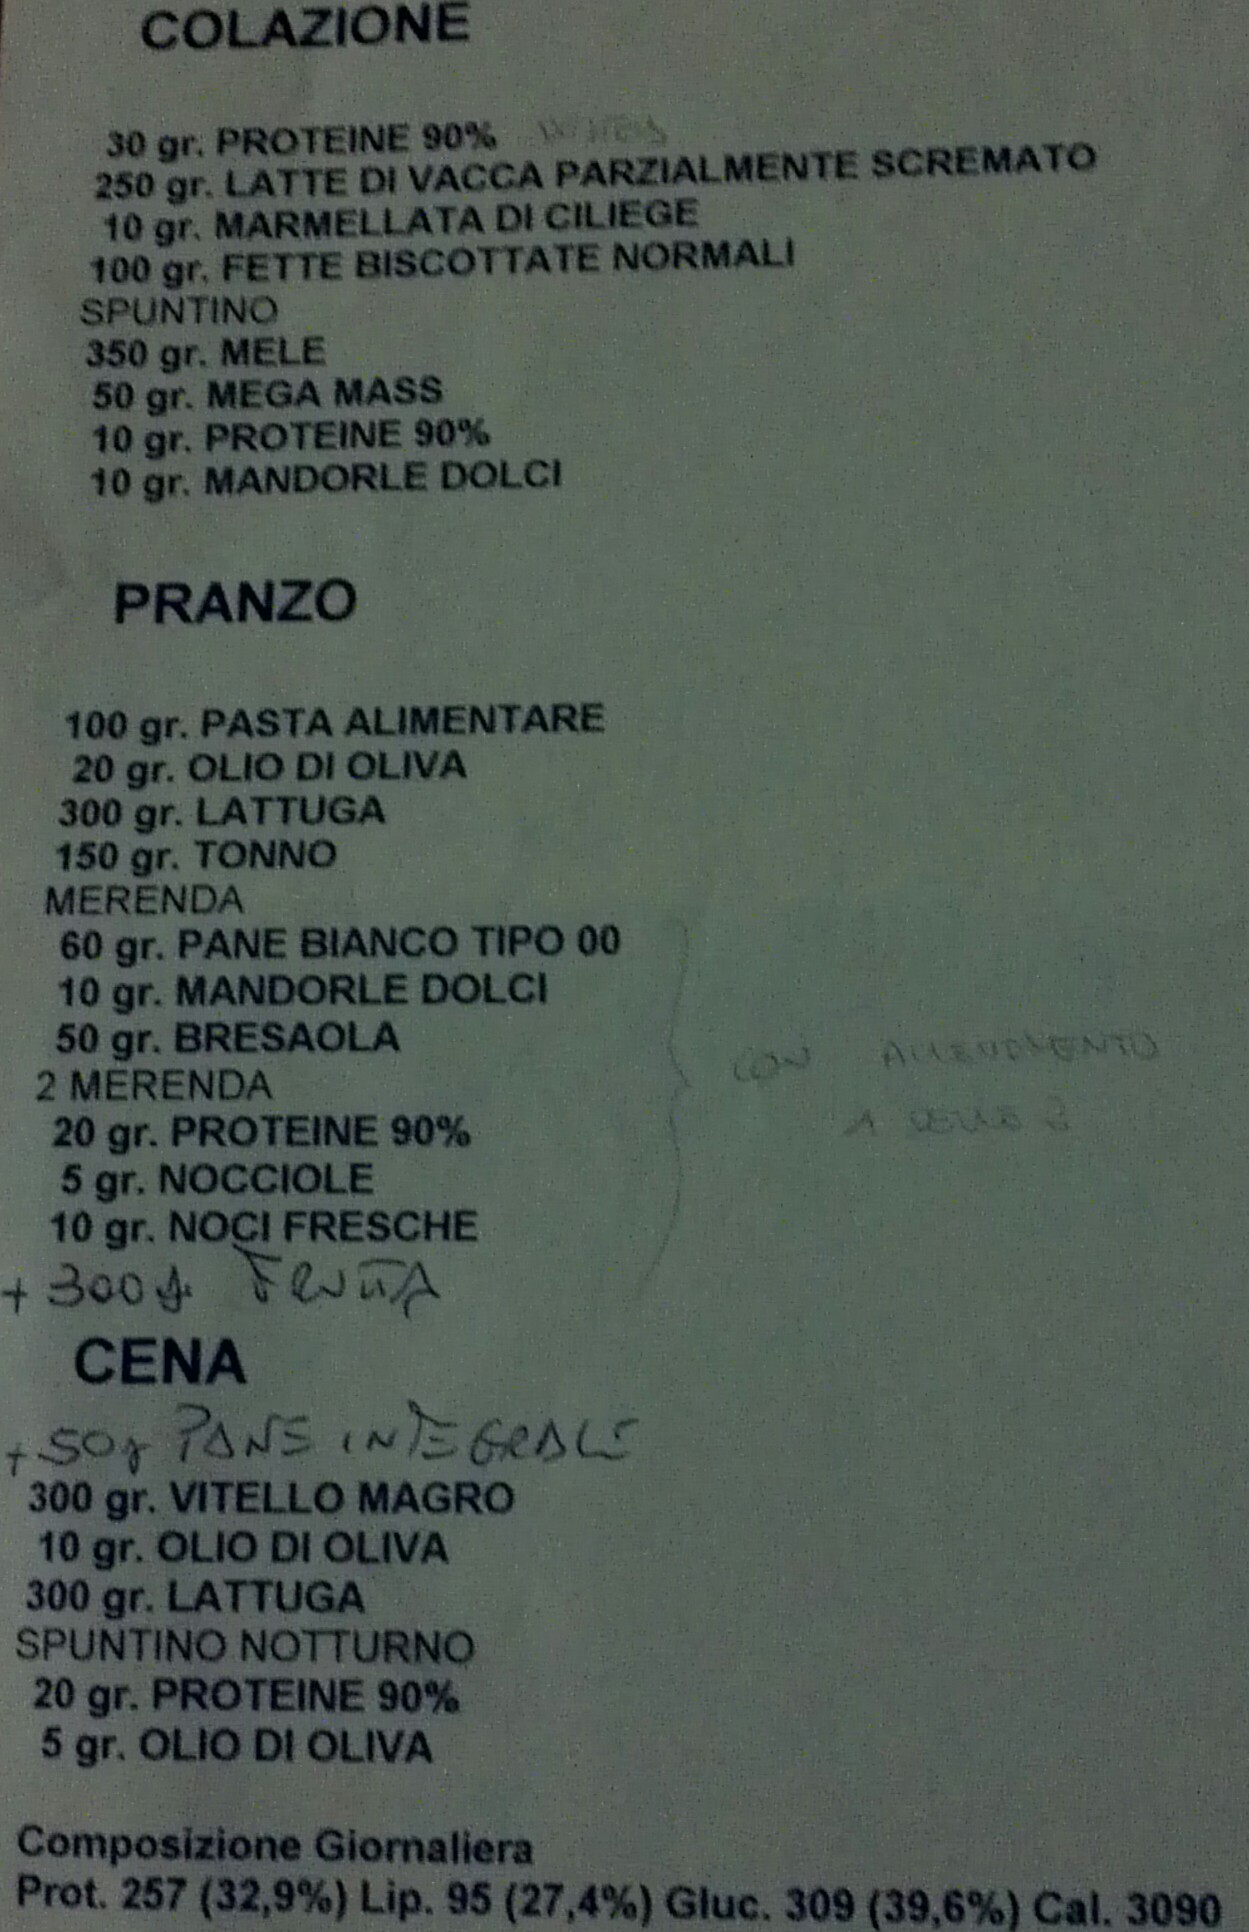 COLAZIONE
30 gr. PROTEINE 90%
250 gr. LATTE DI VACCA PARZIALMENTE SCREMATO
10 gr. MARMELLATA DI CILIEGE
100 gr. FETTE BISCOTTATE NORMALI
SPUNTINO
350 gr. MELE
50 gr. MEGA MASS
10 gr. PROTEINE 90%
10 gr. MANDORLE DOLCI
PRANZO
100 gr. PASTA ALIMENTARE
20 gr. OLIO DI OLIVA
300 gr. LATTUGA
150 gr. TONNO
MERENDA
60 gr. PANE BIANCO TIPO 00
10 gr. MANDORLE DOLCI
50 gr. BRESAOLA
2 MERENDA
20 gr. PROTEINE 90%
5 gr. NOCCIOLE
10 gr. NOCI FRESCHE
CON ALLENAMENTO
1 DELLE 2
+ 300 g. FRUTTA
CENA
+ 50g PANE INTEGRALE
300 gr. VITELLO MAGRO
10 gr. OLIO DI OLIVA
300 gr. LATTUGA
SPUNTINO NOTTURNO
20 gr. PROTEINE 90%
5 gr. OLIO DI OLIVA
Composizione Giornaliera
Prot. 257 (32,9%) Lip. 95 (27,4%) Gluc. 309 (39,6%) Cal. 3090